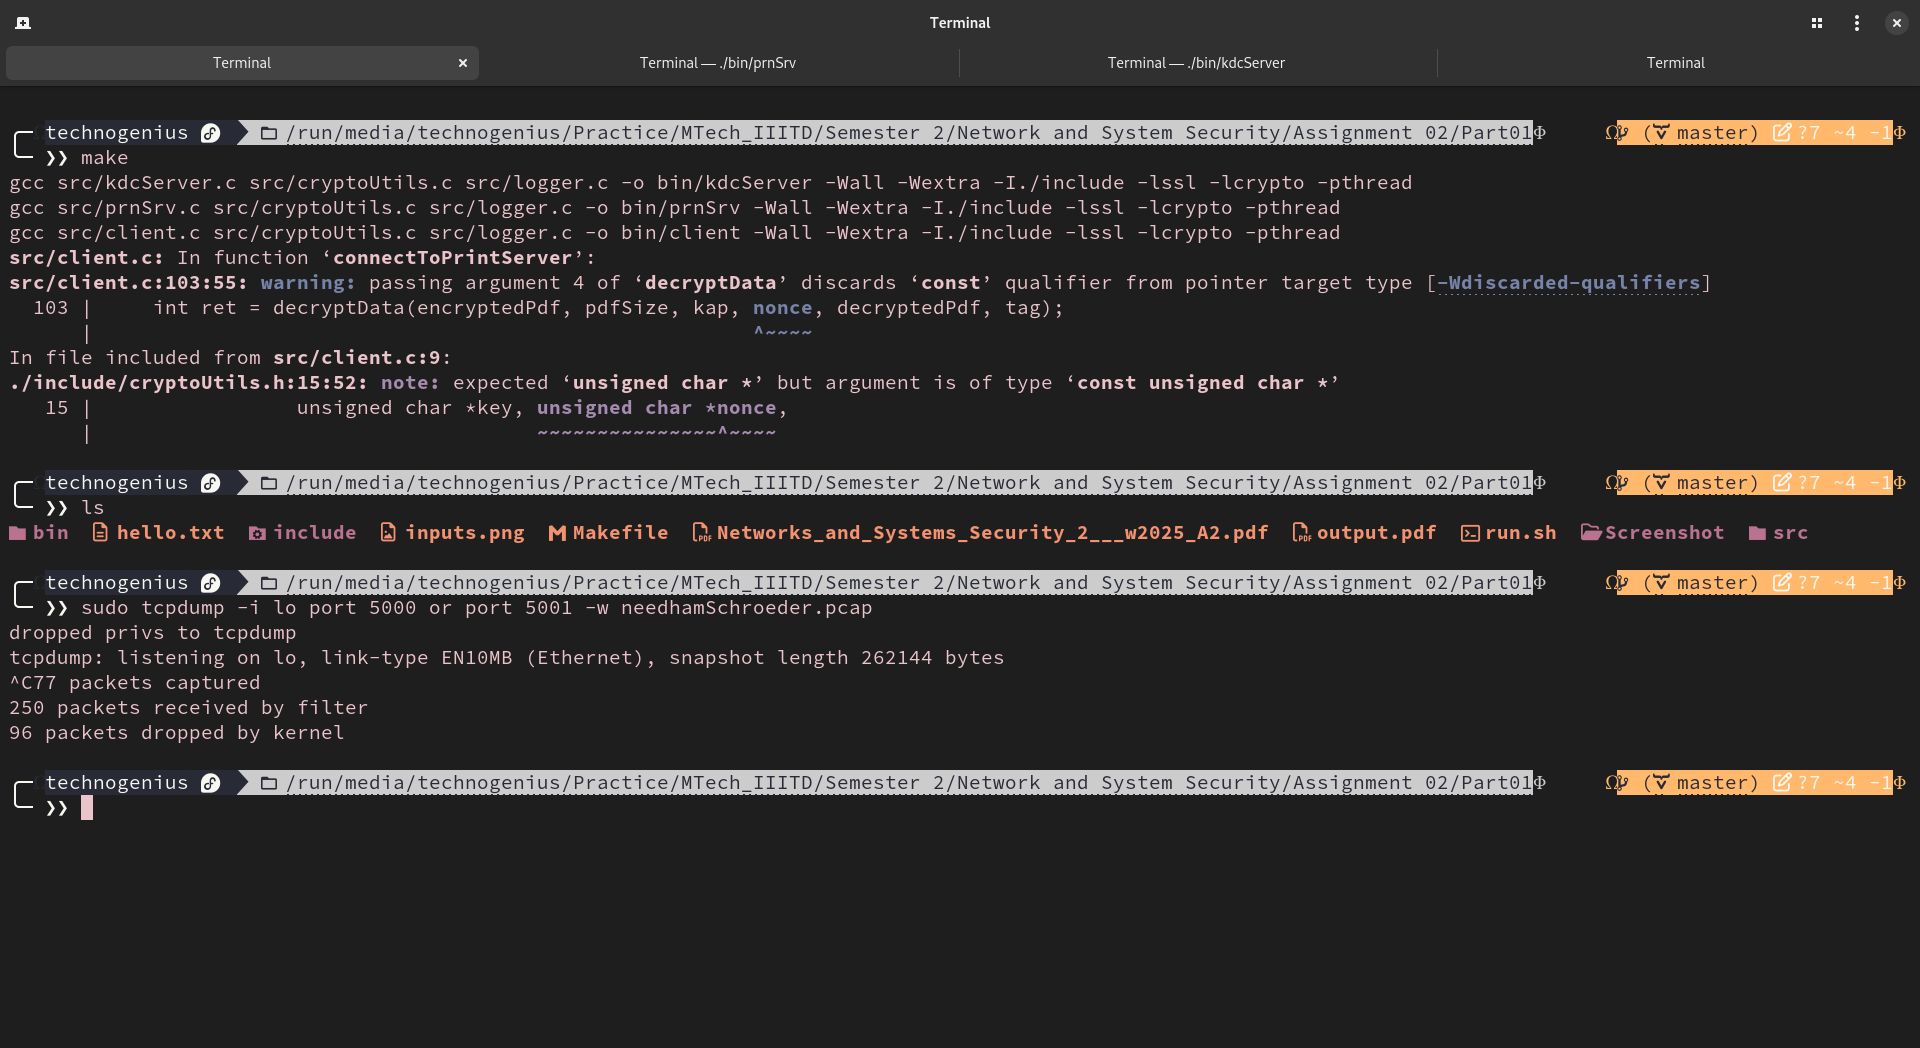 Terminal
Terminal
Terminal — ./bin/prnSrv
Terminal — ./bin/kdcServer
Terminal
technogenius /run/media/technogenius/Practice/MTech_IIITD/Semester 2/Network and System Security/Assignment 02/Part01 (master) ?7 ~4 -1
❯❯ make
gcc src/kdcServer.c src/cryptoUtils.c src/logger.c -o bin/kdcServer -Wall -Wextra -I./include -lssl -lcrypto -pthread
gcc src/prnSrv.c src/cryptoUtils.c src/logger.c -o bin/prnSrv -Wall -Wextra -I./include -lssl -lcrypto -pthread
gcc src/client.c src/cryptoUtils.c src/logger.c -o bin/client -Wall -Wextra -I./include -lssl -lcrypto -pthread
src/client.c: In function ‘connectToPrintServer’:
src/client.c:103:55: warning: passing argument 4 of ‘decryptData’ discards ‘const’ qualifier from pointer target type [-Wdiscarded-qualifiers]
103 | int ret = decryptData(encryptedPdf, pdfSize, kap, nonce, decryptedPdf, tag);
| ^~~~~
In file included from src/client.c:9:
./include/cryptoUtils.h:15:52: note: expected ‘unsigned char *’ but argument is of type ‘const unsigned char *’
15 | unsigned char *key, unsigned char *nonce,
| ~~~~~~~~~~~~~~~^~~~~
technogenius /run/media/technogenius/Practice/MTech_IIITD/Semester 2/Network and System Security/Assignment 02/Part01 (master) ?7 ~4 -1
❯❯ ls
bin hello.txt include inputs.png Makefile Networks_and_Systems_Security_2___w2025_A2.pdf output.pdf run.sh Screenshot src
technogenius /run/media/technogenius/Practice/MTech_IIITD/Semester 2/Network and System Security/Assignment 02/Part01 (master) ?7 ~4 -1
❯❯ sudo tcpdump -i lo port 5000 or port 5001 -w needhamSchroeder.pcap
dropped privs to tcpdump
tcpdump: listening on lo, link-type EN10MB (Ethernet), snapshot length 262144 bytes
^C77 packets captured
250 packets received by filter
96 packets dropped by kernel
technogenius /run/media/technogenius/Practice/MTech_IIITD/Semester 2/Network and System Security/Assignment 02/Part01 (master) ?7 ~4 -1
❯❯